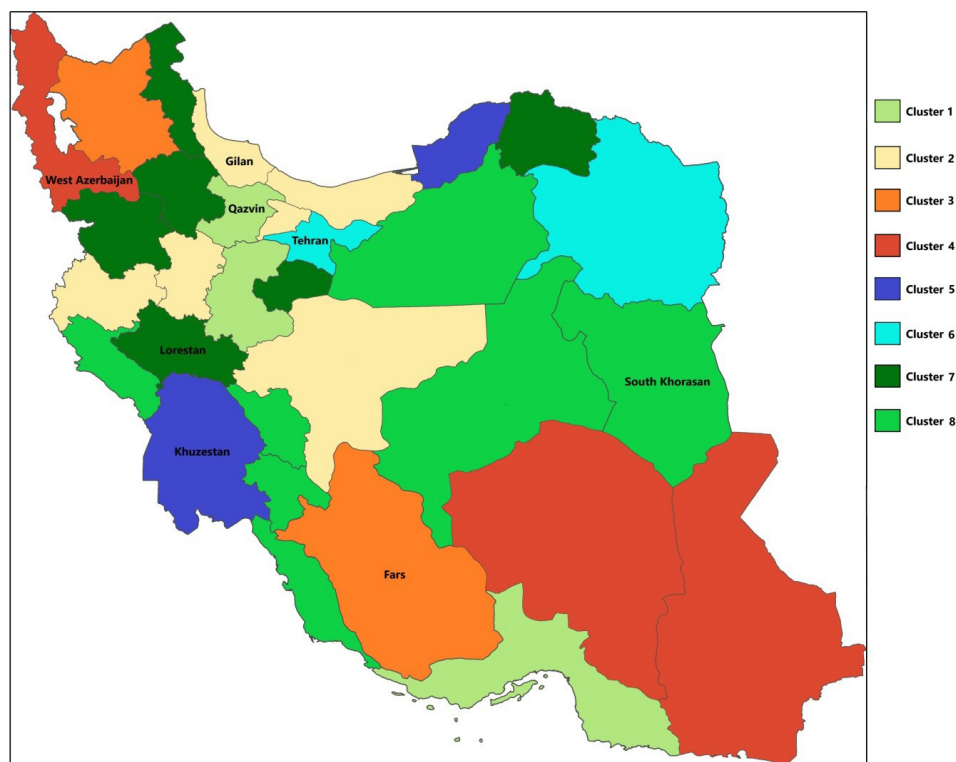 Gilan
West Azerbaijan
Qazvin
Tehran
Lorestan
South Khorasan
Khuzestan
Fars
Cluster 1
Cluster 2
Cluster 3
Cluster 4
Cluster 5
Cluster 6
Cluster 7
Cluster 8